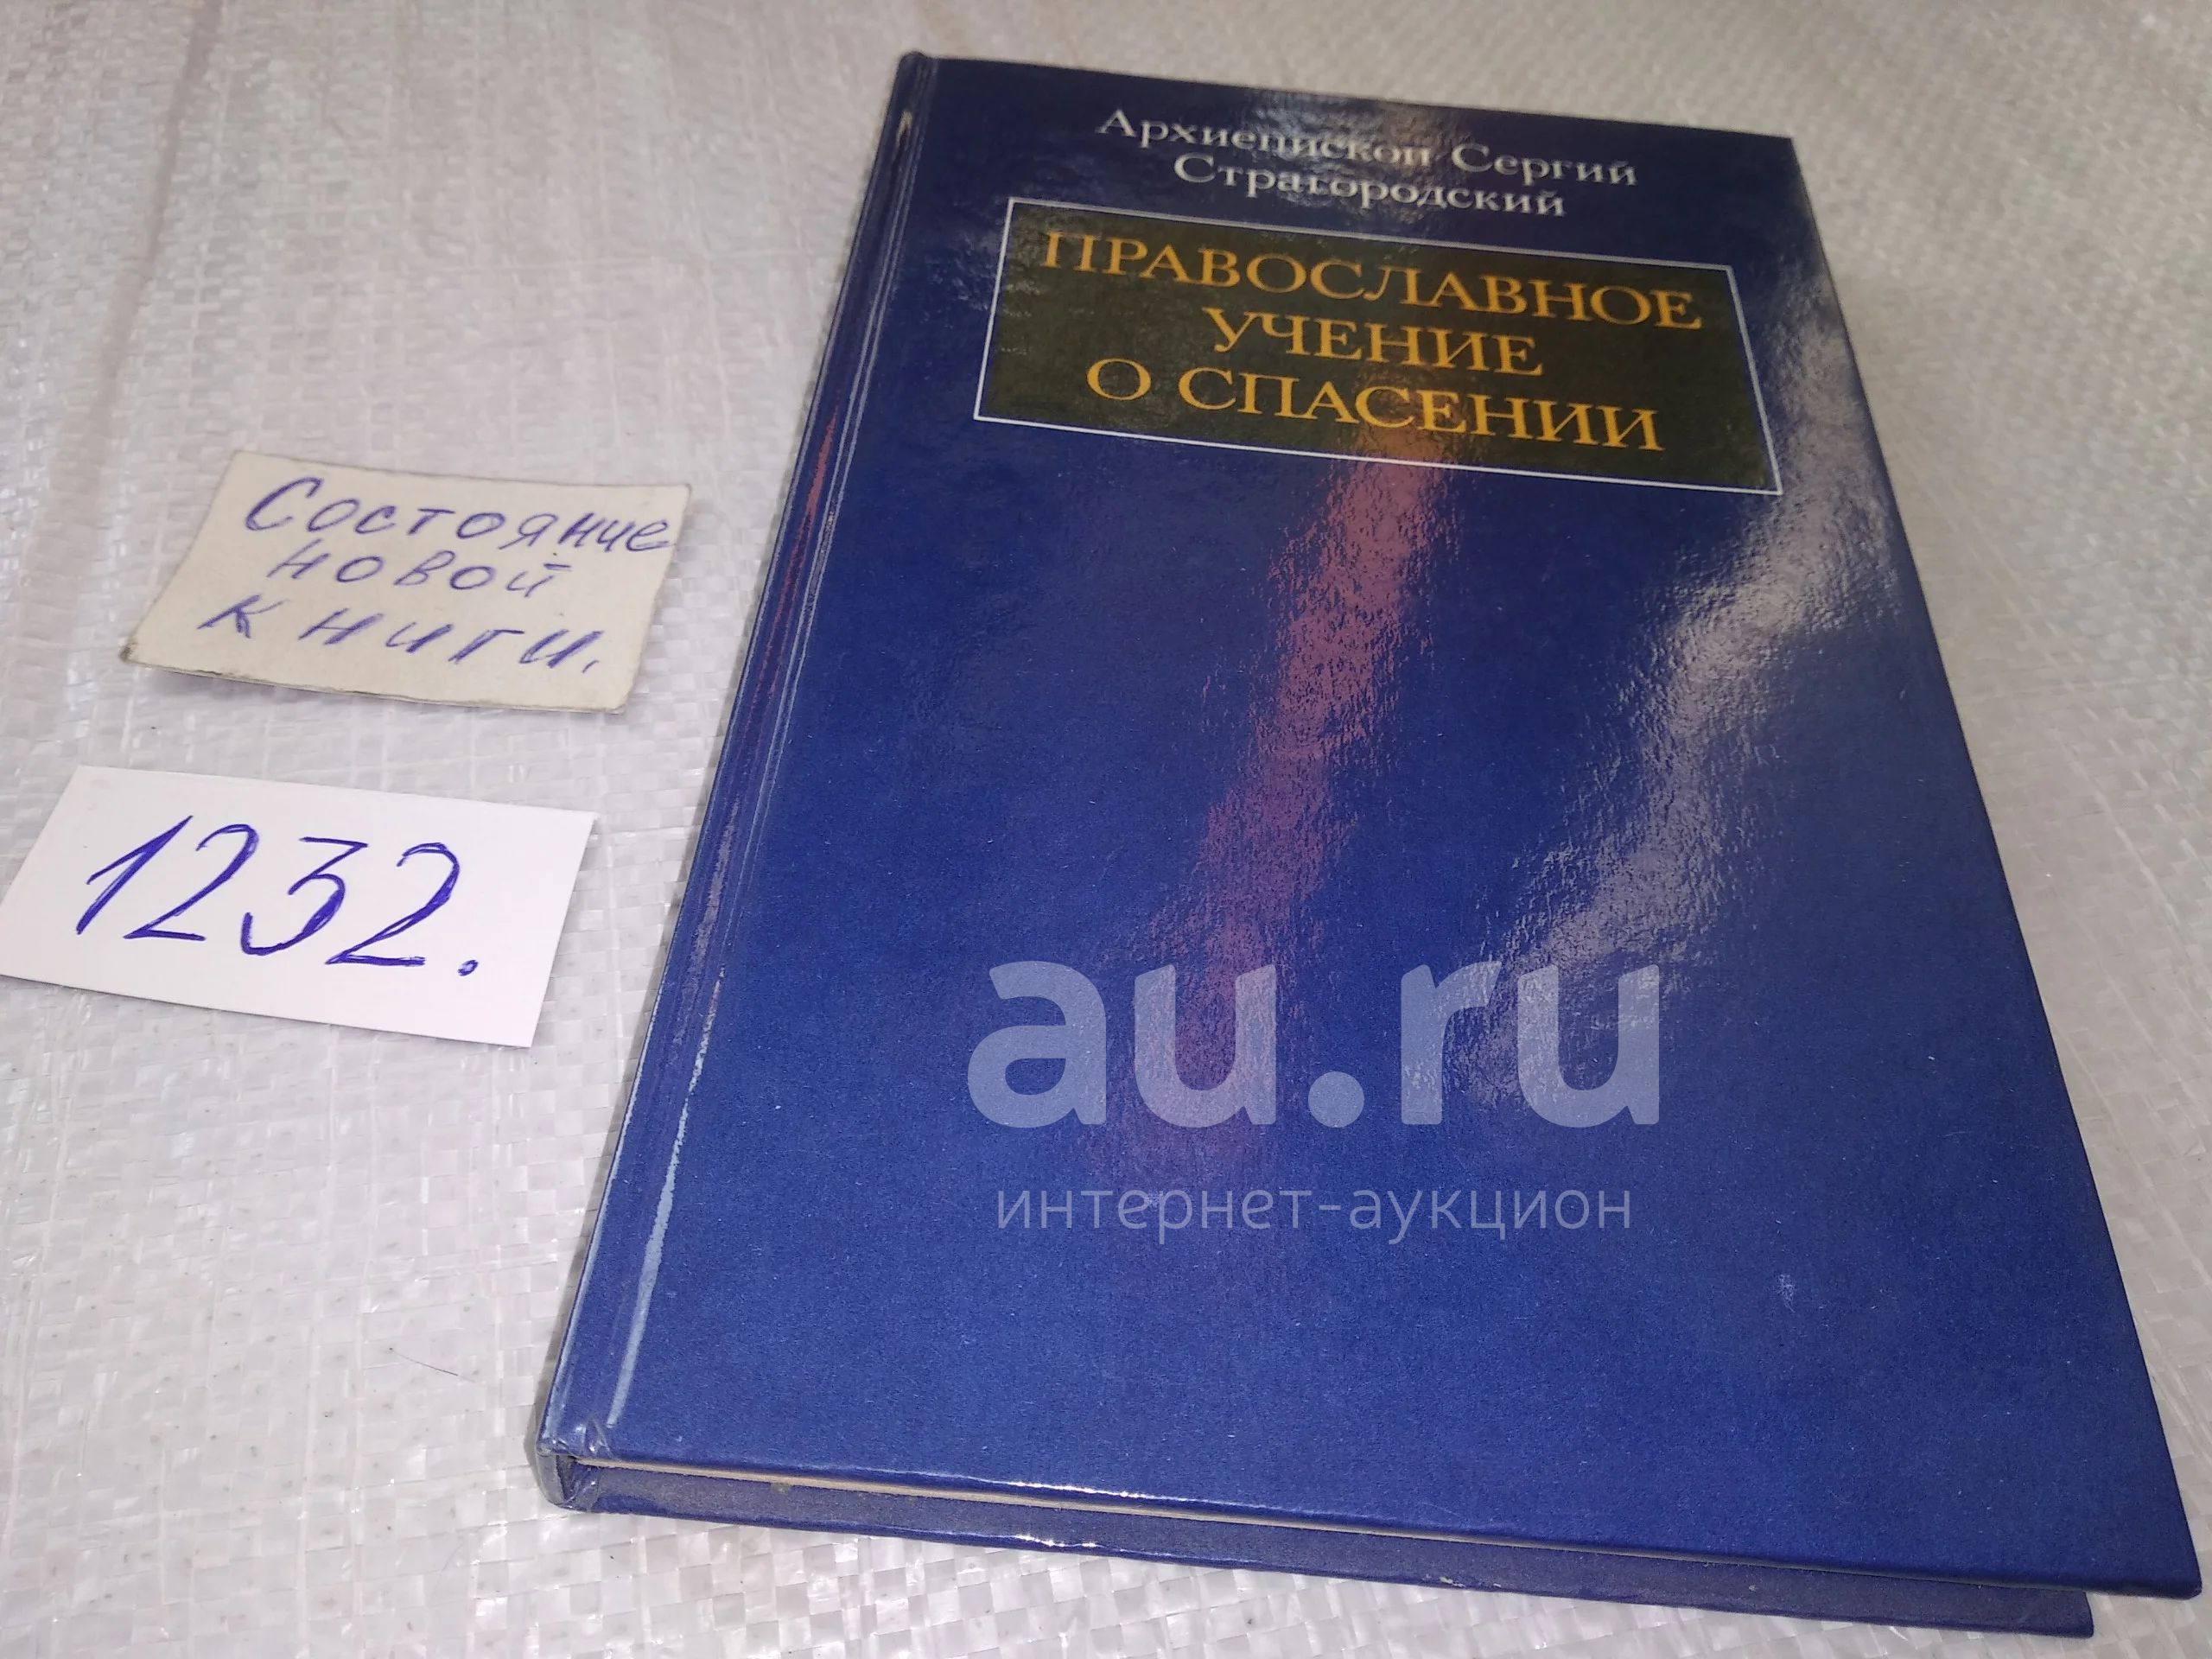 Архиепископ Сергий
Страгородский
ПРАВОСЛАВНОЕ
УЧЕНИЕ
О СПАСЕНИИ
Состояние
новой
книги.
1232.
au.ru
интернет-аукцион